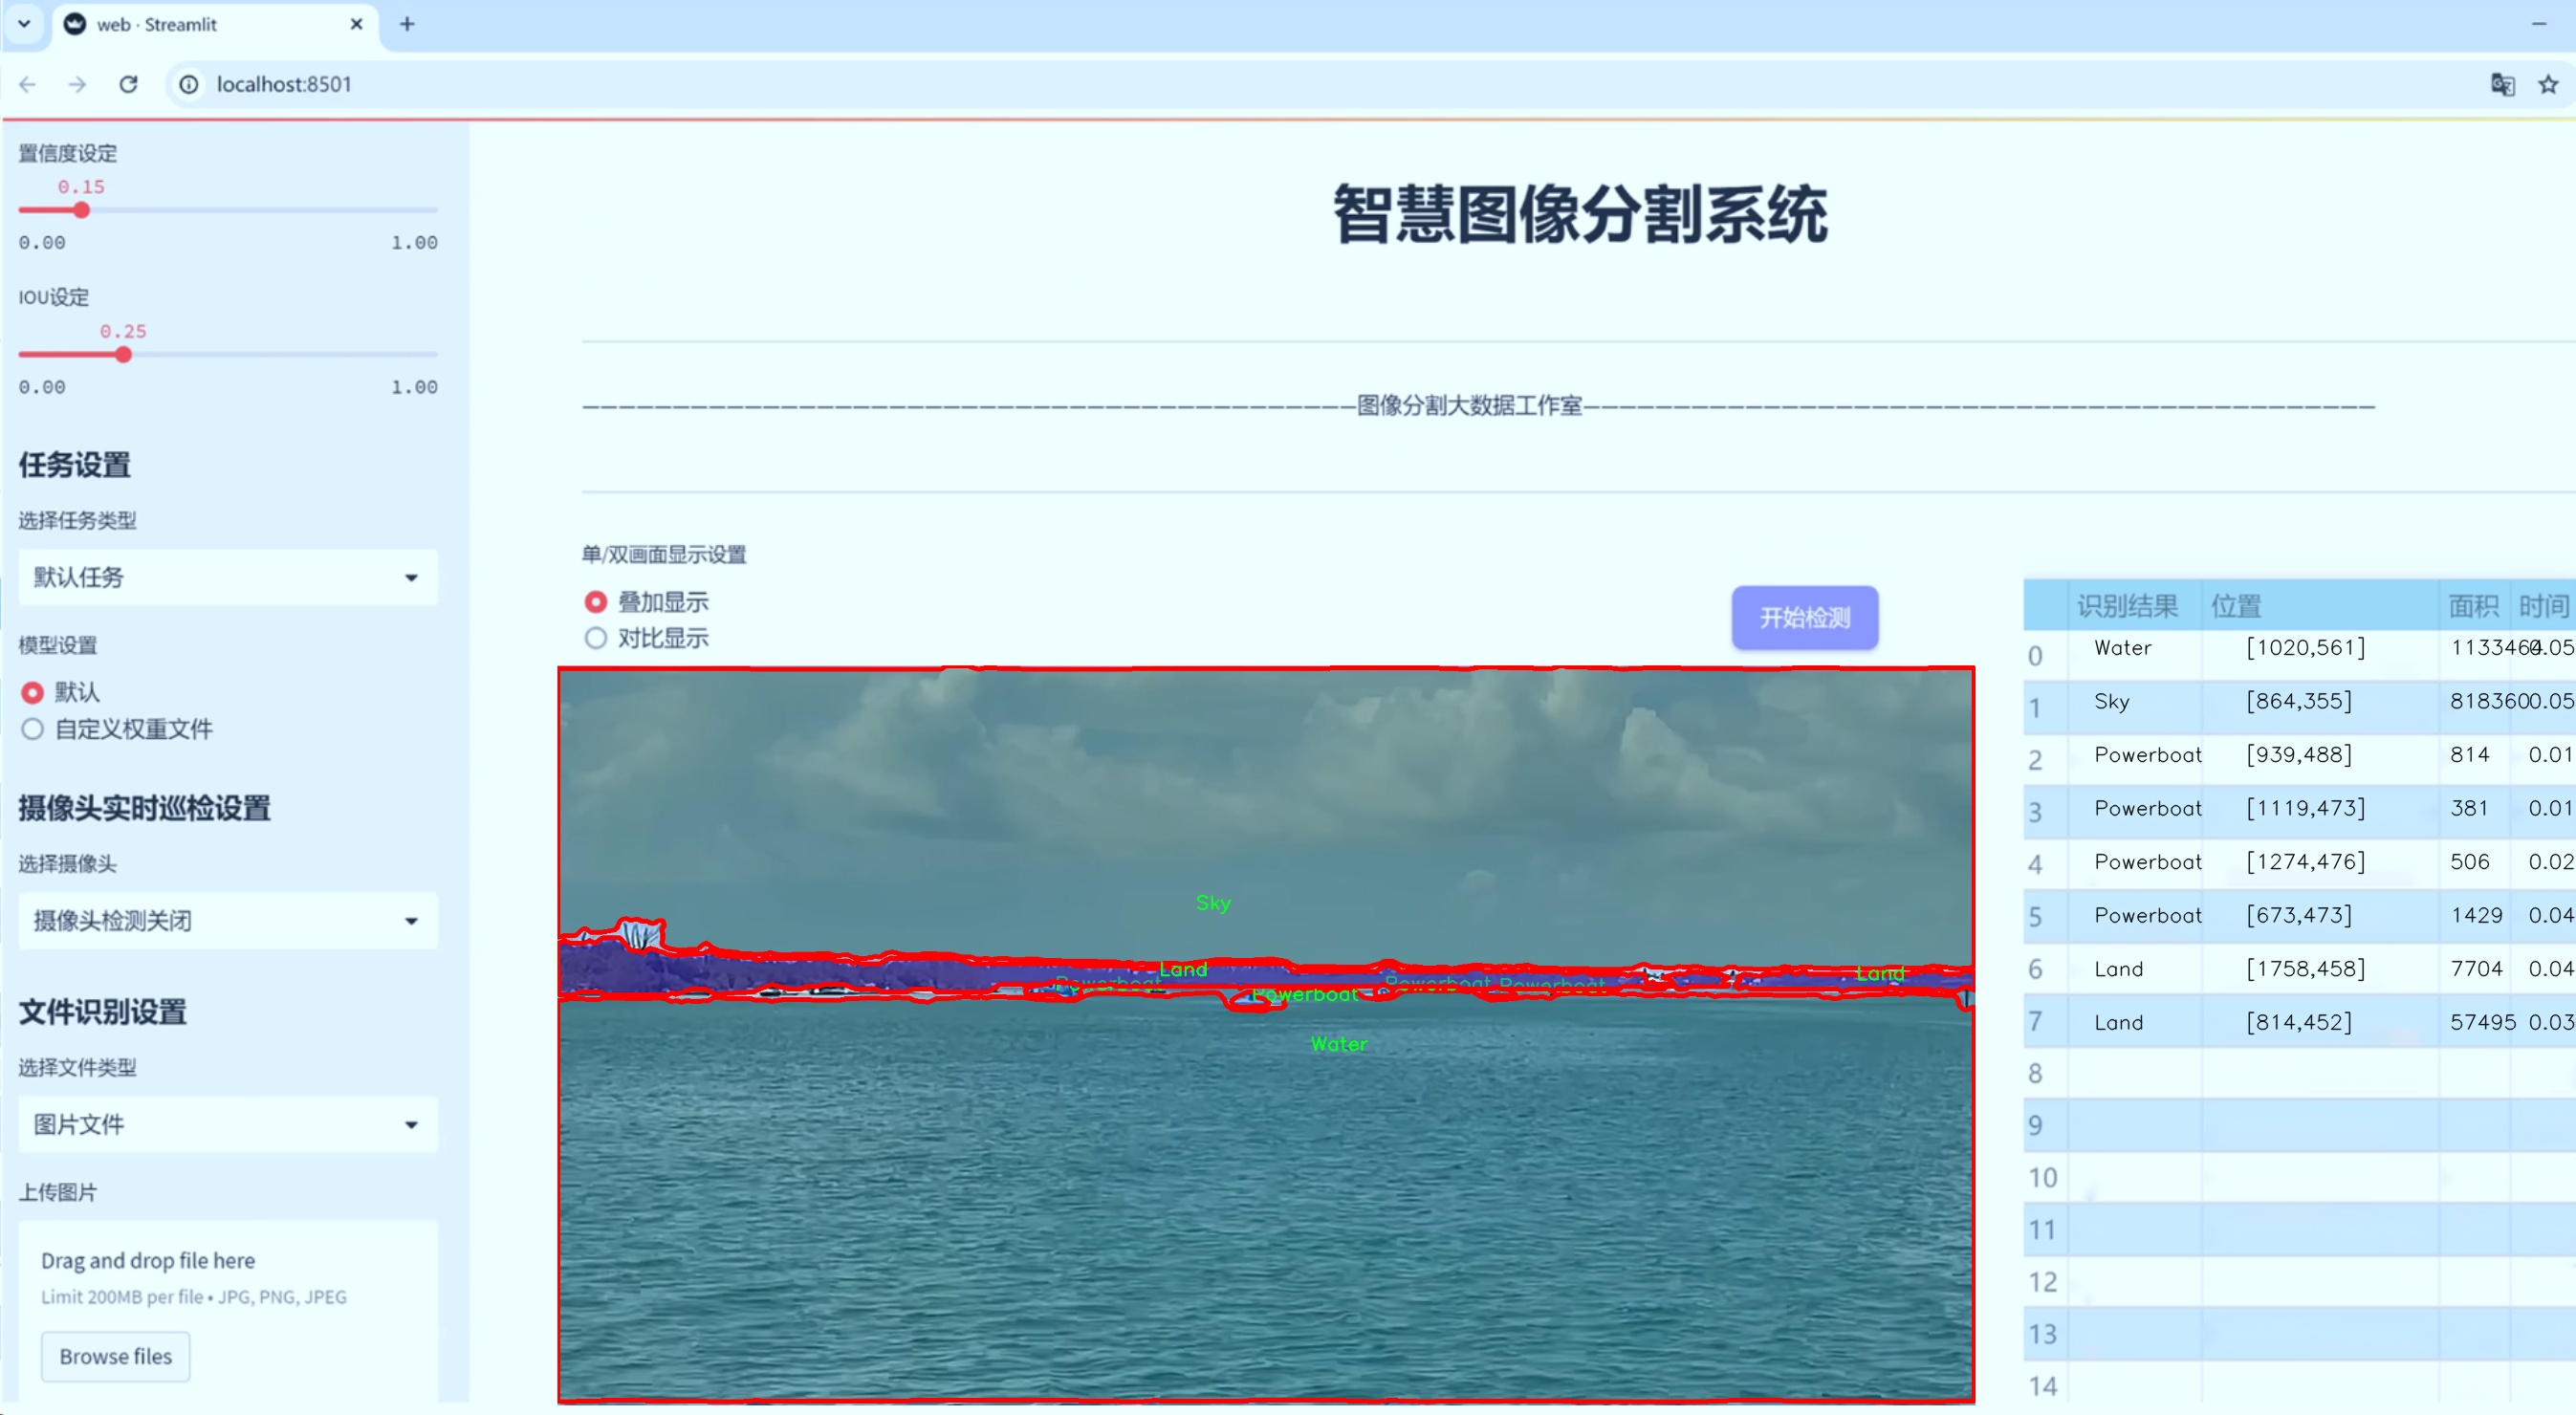 web · Streamlit
localhost:8501
置信度设定
0.15
0.00 1.00
IOU设定
0.25
0.00 1.00
任务设置
选择任务类型
默认任务
模型设置
默认
自定义权重文件
摄像头实时巡检设置
选择摄像头
摄像头检测关闭
文件识别设置
选择文件类型
图片文件
上传图片
Drag and drop file here
Limit 200MB per file • JPG, PNG, JPEG
Browse files
智慧图像分割系统
图像分割大数据工作室
单/双画面显示设置
叠加显示
对比显示
开始检测
Sky
Land Land
Powerboat Powerboat Powerboat
Powerboat
Water
识别结果 位置 面积 时间
0 Water [1020,561] 1133464 0.05
1 Sky [864,355] 818360 0.05
2 Powerboat [939,488] 814 0.01
3 Powerboat [1119,473] 381 0.01
4 Powerboat [1274,476] 506 0.02
5 Powerboat [673,473] 1429 0.04
6 Land [1758,458] 7704 0.04
7 Land [814,452] 57495 0.03
8
9
10
11
12
13
14